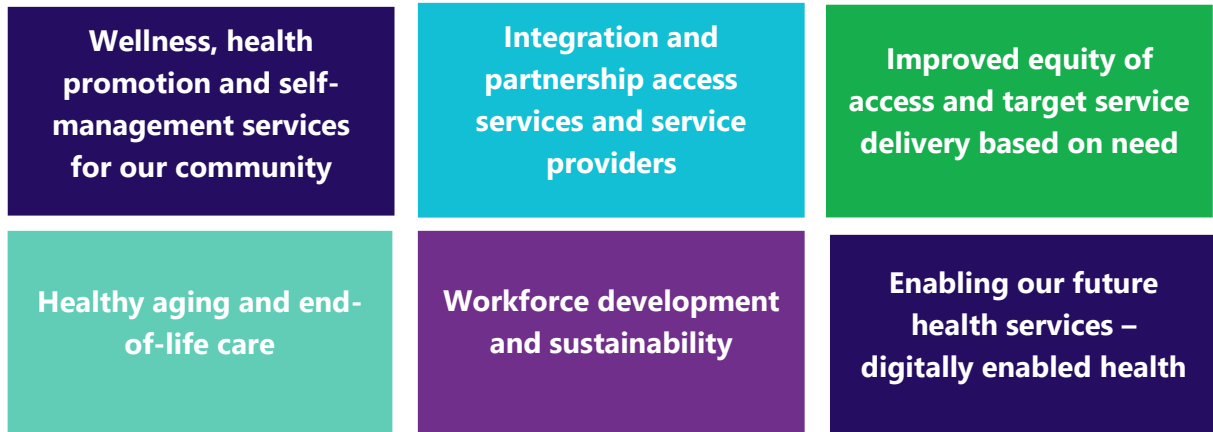 Wellness, health
promotion and self-
management services
for our community
Integration and
partnership access
services and service
providers
Improved equity of
access and target service
delivery based on need
Healthy aging and end-
of-life care
Workforce development
and sustainability
Enabling our future
health services –
digitally enabled health